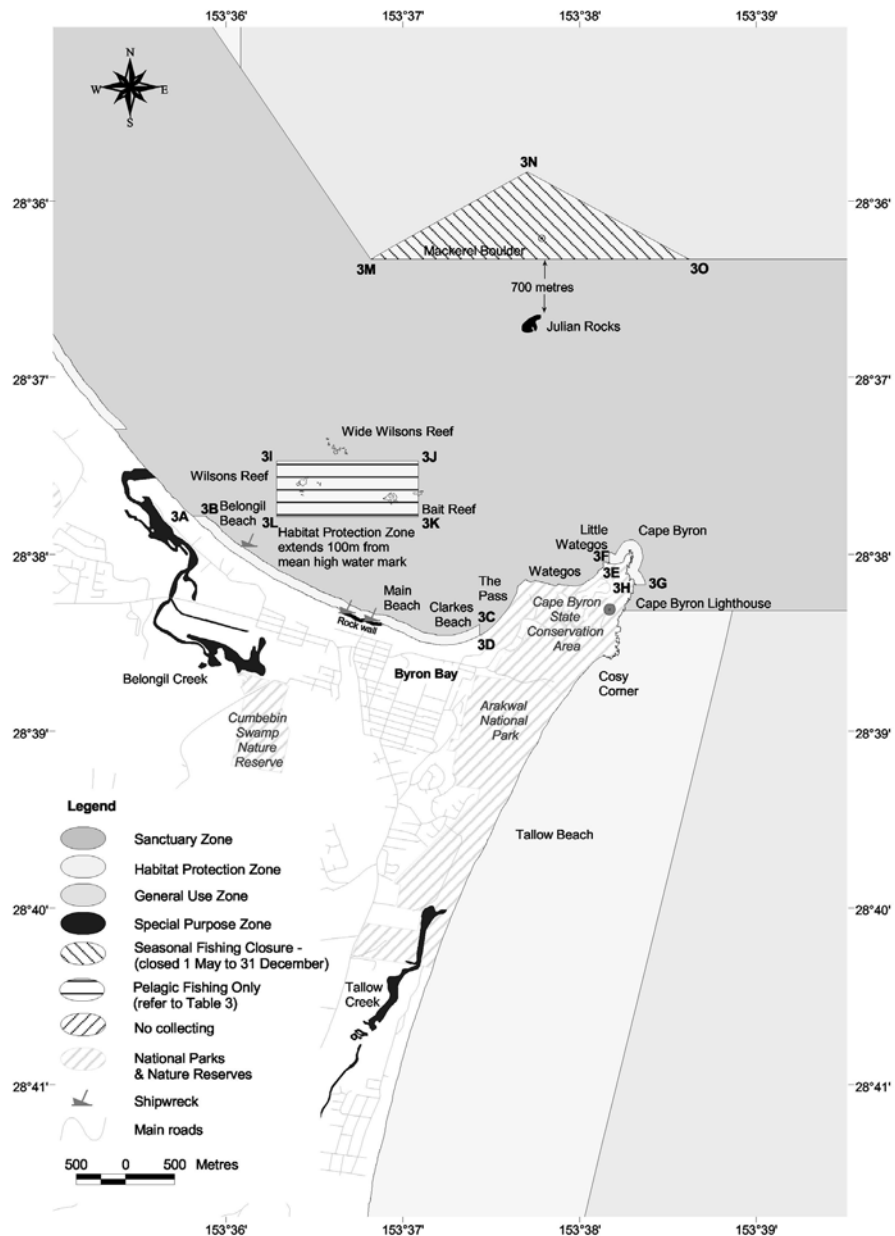 153°36'
153°37'
153°38'
153°39'
N
W
E
S
3N
28°36'
28°36'
Mackerel Boulder
3M
3O
700 metres
Julian Rocks
28°37'
28°37'
Wide Wilsons Reef
3I
3J
Wilsons Reef
3A
3B
Belongil
Beach
3L
Bait Reef
3K
Habitat Protection Zone
extends 100m from
mean high water mark
Little
Wategos
Cape Byron
28°38'
28°38'
3F
The
Pass
Wategos
3E
3G
3H
Main
Beach
Clarkes
Beach
3C
Cape Byron
State
Conservation
Area
Cape Byron Lighthouse
Rock wall
3D
Byron Bay
Belongil Creek
Cosy
Corner
Arakwal
National
Park
Cumbebin
Swamp
Nature
Reserve
28°39'
28°39'
Tallow Beach
Legend
Sanctuary Zone
Habitat Protection Zone
General Use Zone
28°40'
28°40'
Special Purpose Zone
Seasonal Fishing Closure -
(closed 1 May to 31 December)
Pelagic Fishing Only
(refer to Table 3)
Tallow
Creek
No collecting
National Parks
& Nature Reserves
28°41'
28°41'
Shipwreck
Main roads
500 0 500 Metres
153°36'
153°37'
153°38'
153°39'